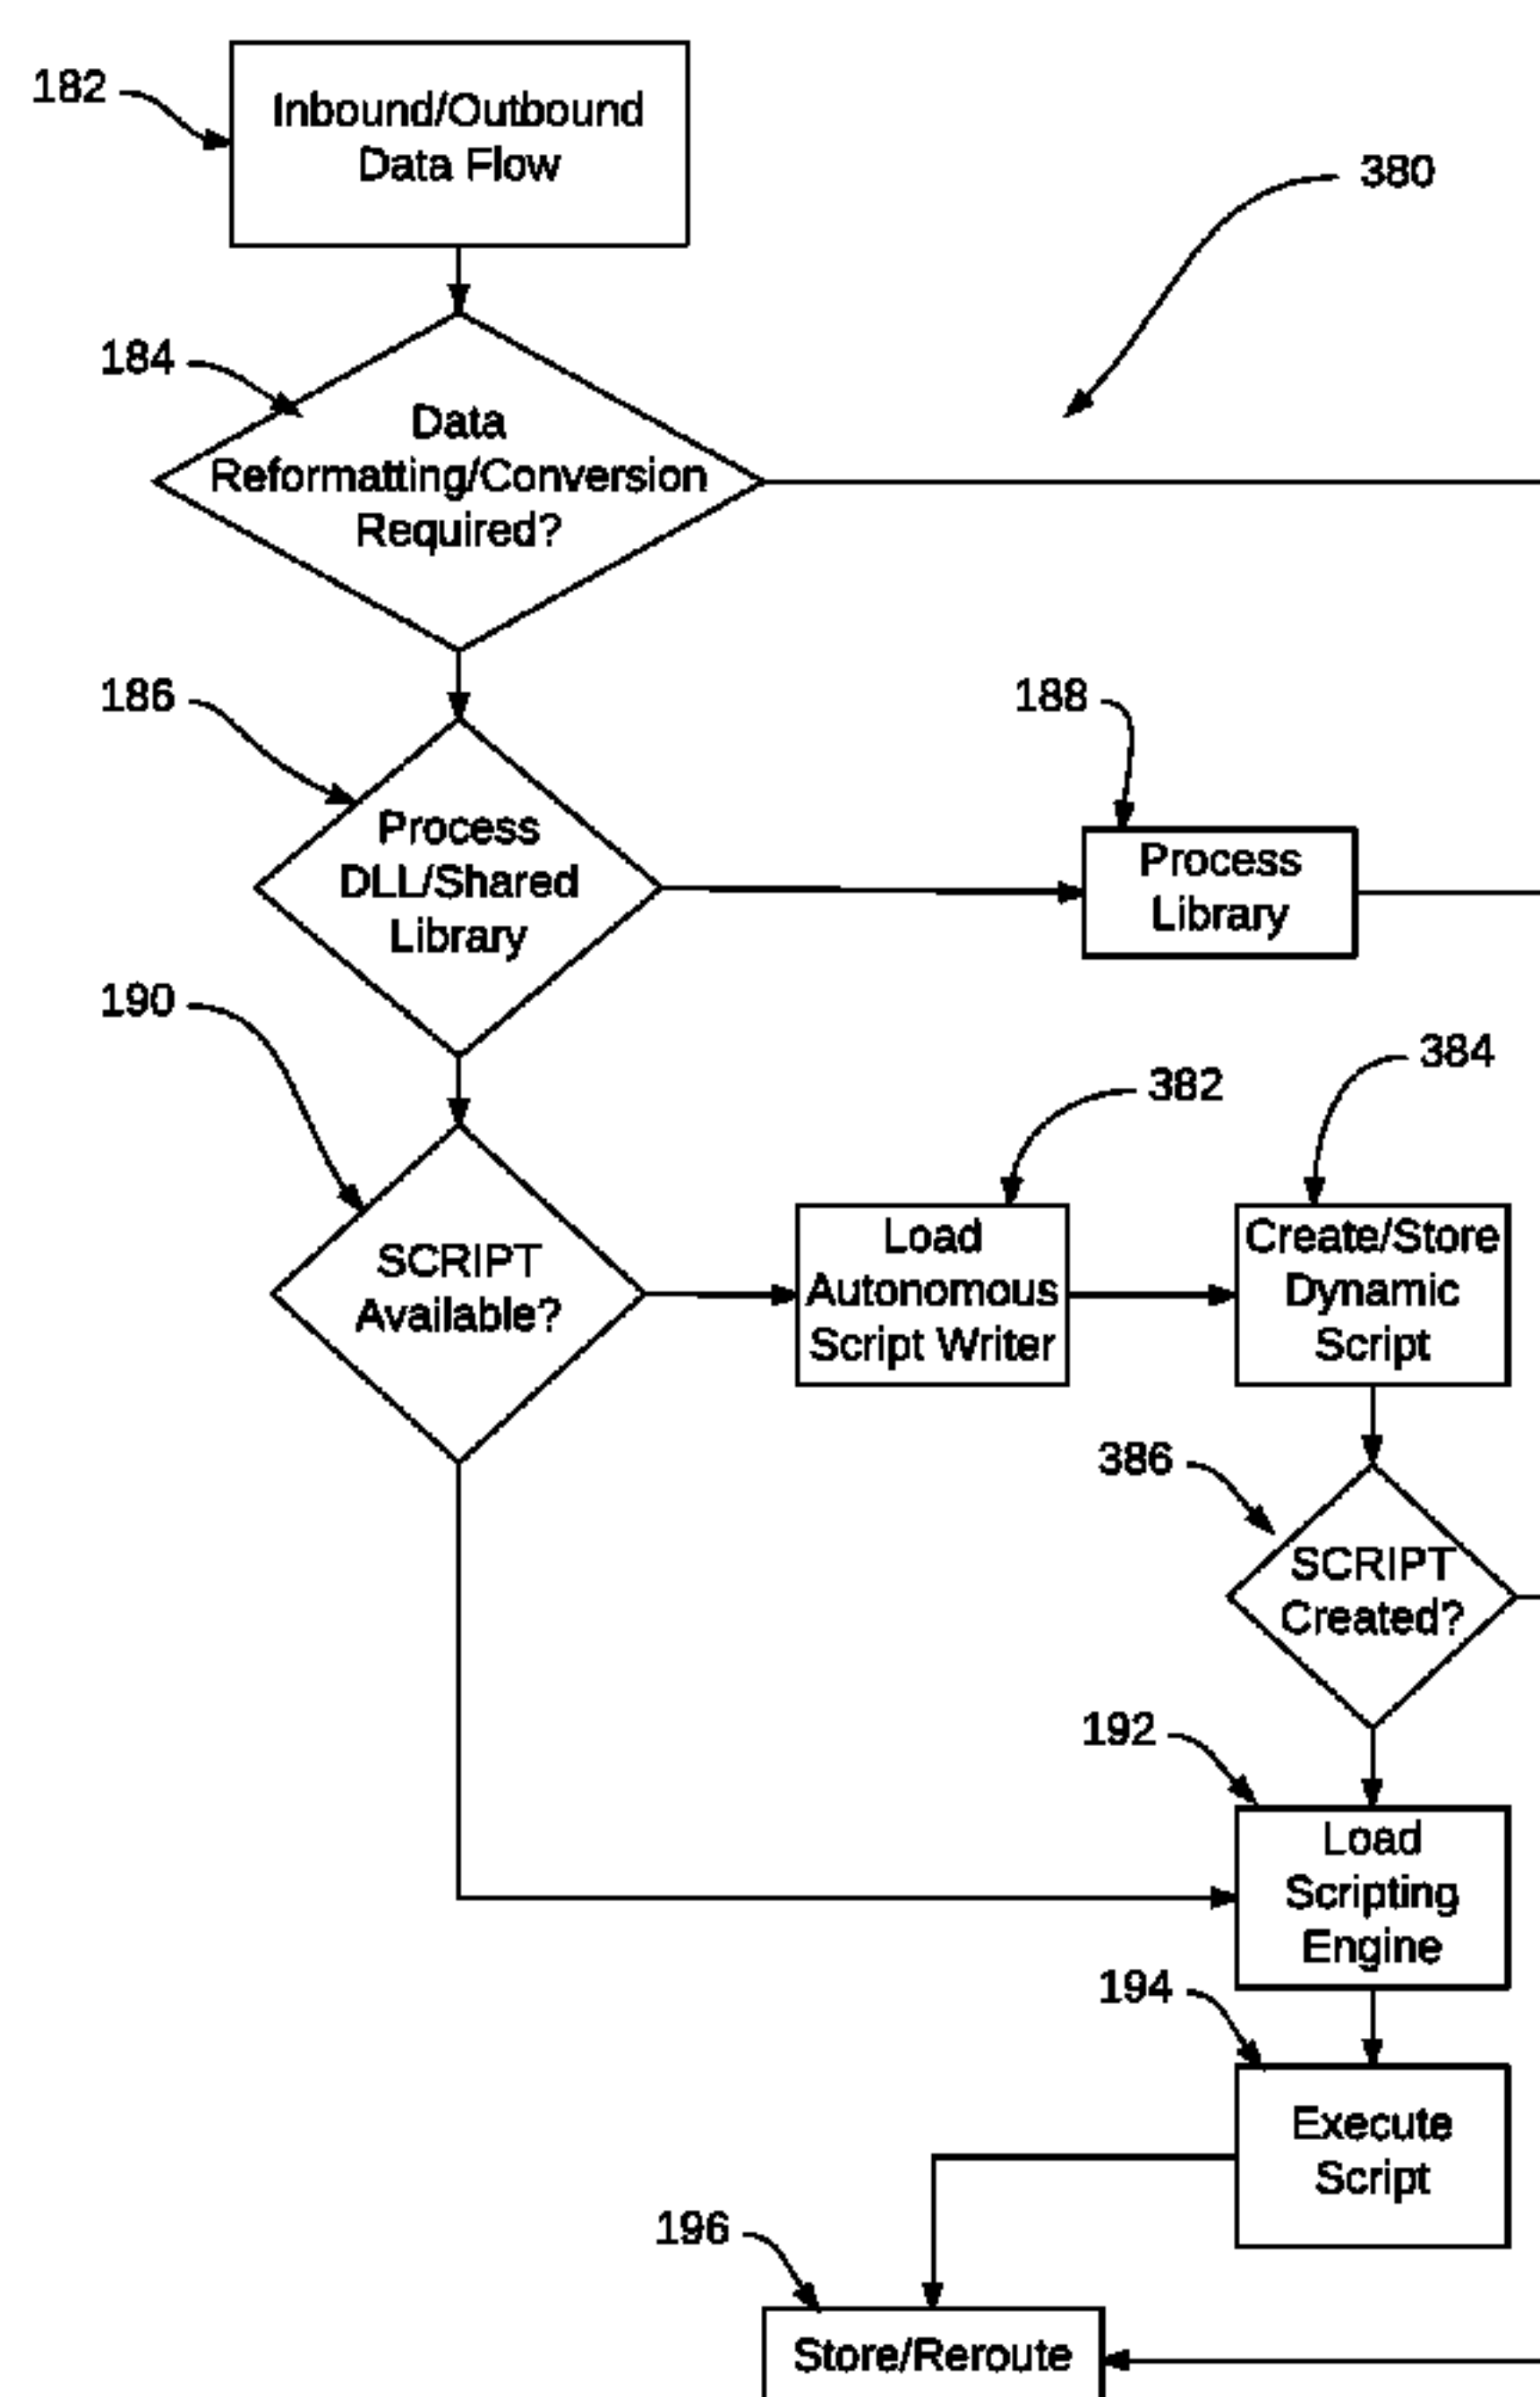 182
Inbound/Outbound
Data Flow
380
184
Data
Reformatting/Conversion
Required?
186
188
Process
DLL/Shared
Library
Process
Library
190
382
384
SCRIPT
Available?
Load
Autonomous
Script Writer
Create/Store
Dynamic
Script
386
SCRIPT
Created?
192
Load
Scripting
Engine
194
Execute
Script
196
Store/Reroute